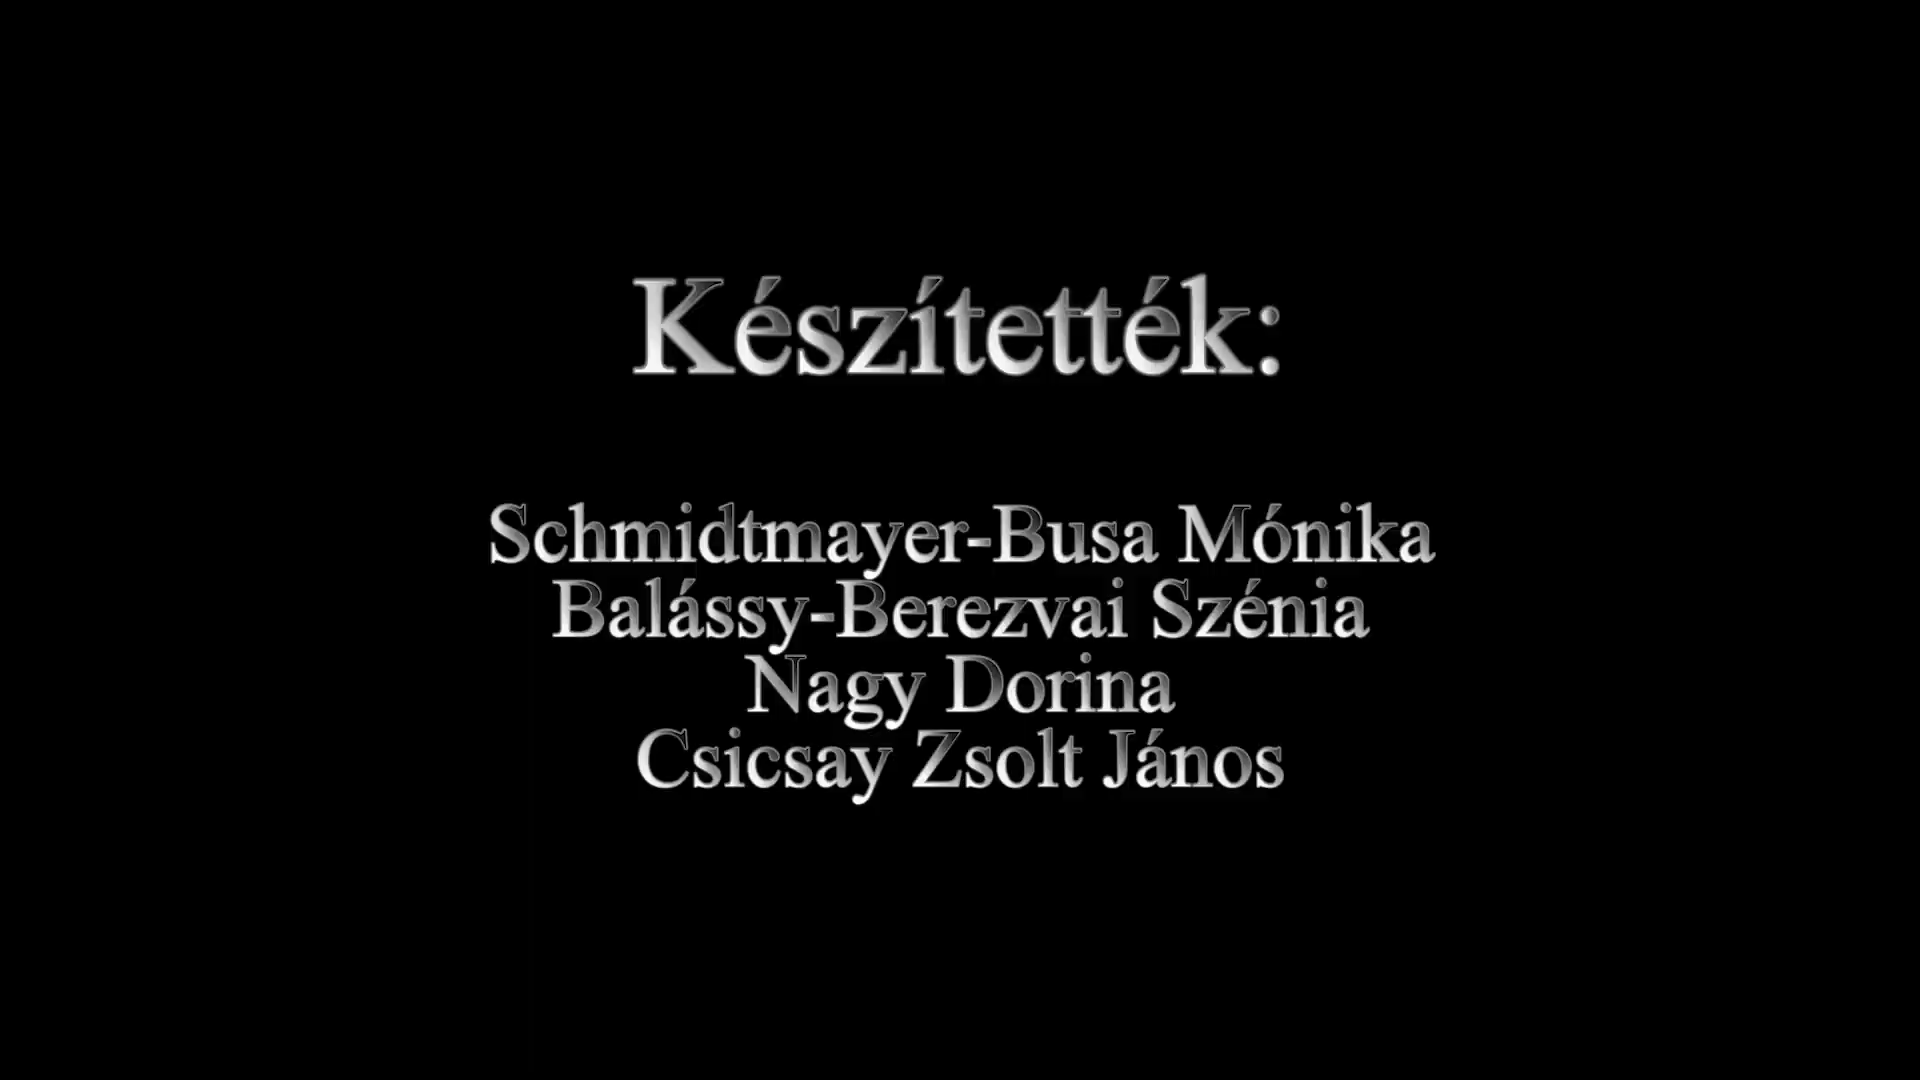 Készítették:
Schmidtmayer-Busa Mónika
Balássy-Berezvai Szénia
Nagy Dorina
Csicsay Zsolt János